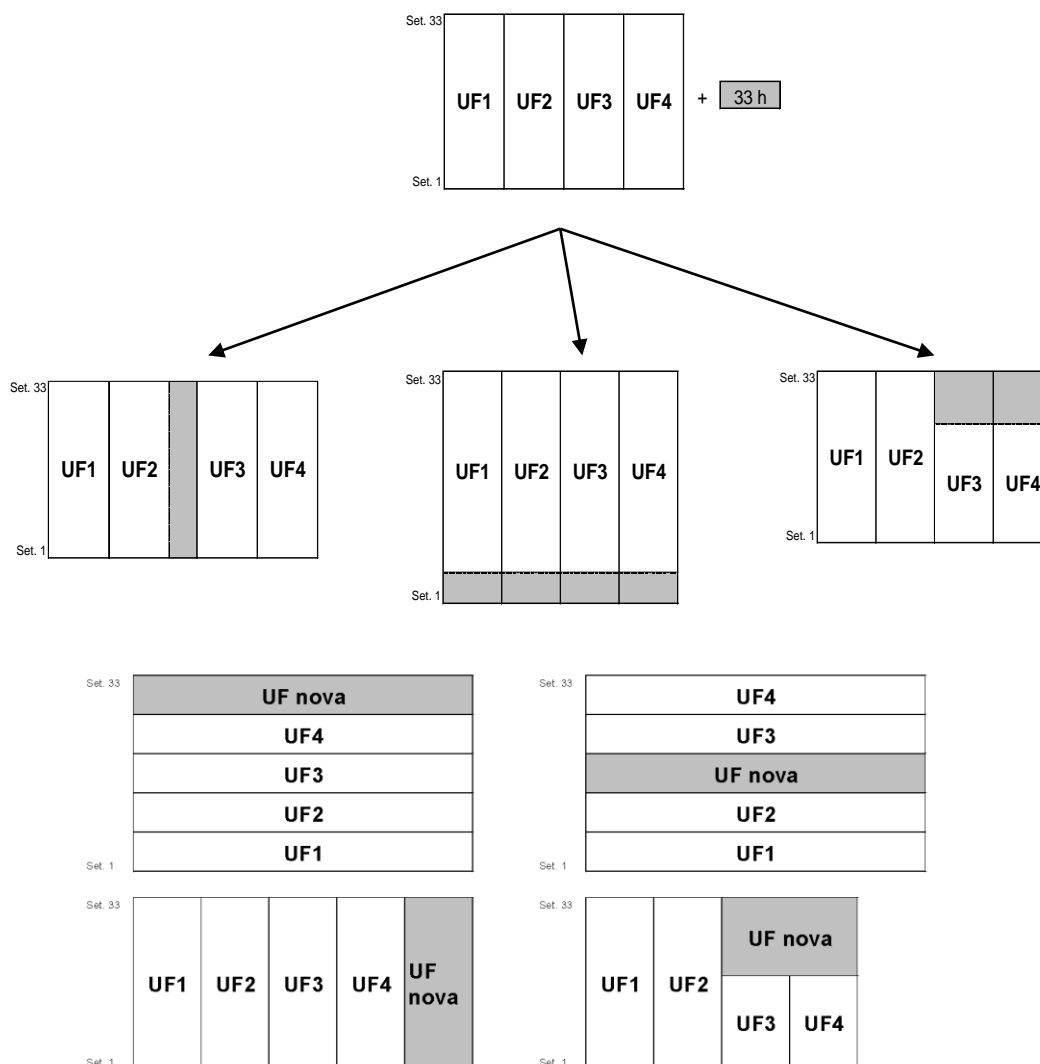 Set. 33
UF1 UF2 UF3 UF4 + 33 h
Set. 1
Set. 33
UF1 UF2 UF3 UF4
Set. 1
Set. 33
UF1 UF2 UF3 UF4
Set. 1
Set. 33
UF1 UF2
UF3 UF4
Set. 1
Set. 33
UF nova
UF4
UF3
UF2
UF1
Set. 1
Set. 33
UF4
UF3
UF nova
UF2
UF1
Set. 1
Set. 33
UF1 UF2 UF3 UF4 UF
nova
Set. 1
Set. 33
UF nova
UF1 UF2
UF3 UF4
Set. 1